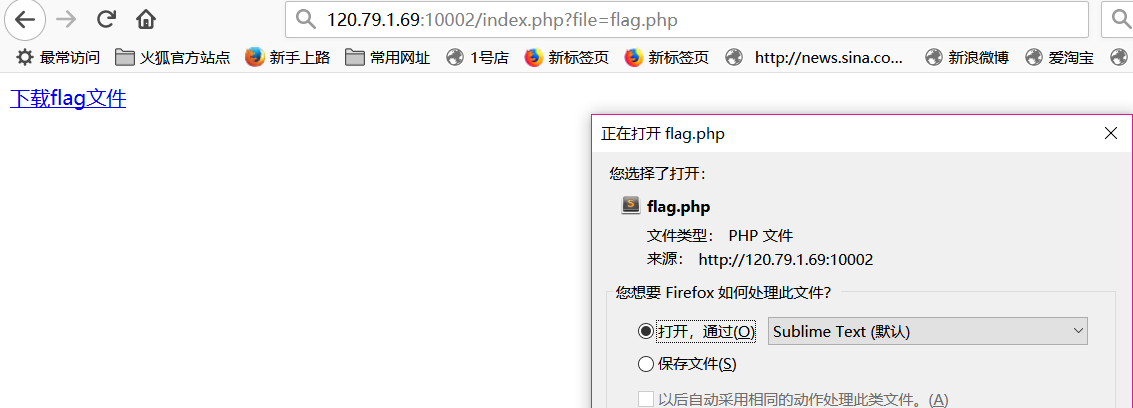 120.79.1.69:10002/index.php?file=flag.php
最常访问 火狐官方站点 新手上路 常用网址 1号店 新标签页 新标签页 http://news.sina.co... 新浪微博 爱淘宝
下载flag文件
正在打开 flag.php
您选择了打开:
flag.php
文件类型: PHP 文件
来源: http://120.79.1.69:10002
您想要 Firefox 如何处理此文件?
打开，通过(O) Sublime Text (默认)
保存文件(S)
以后自动采用相同的动作处理此类文件。(A)